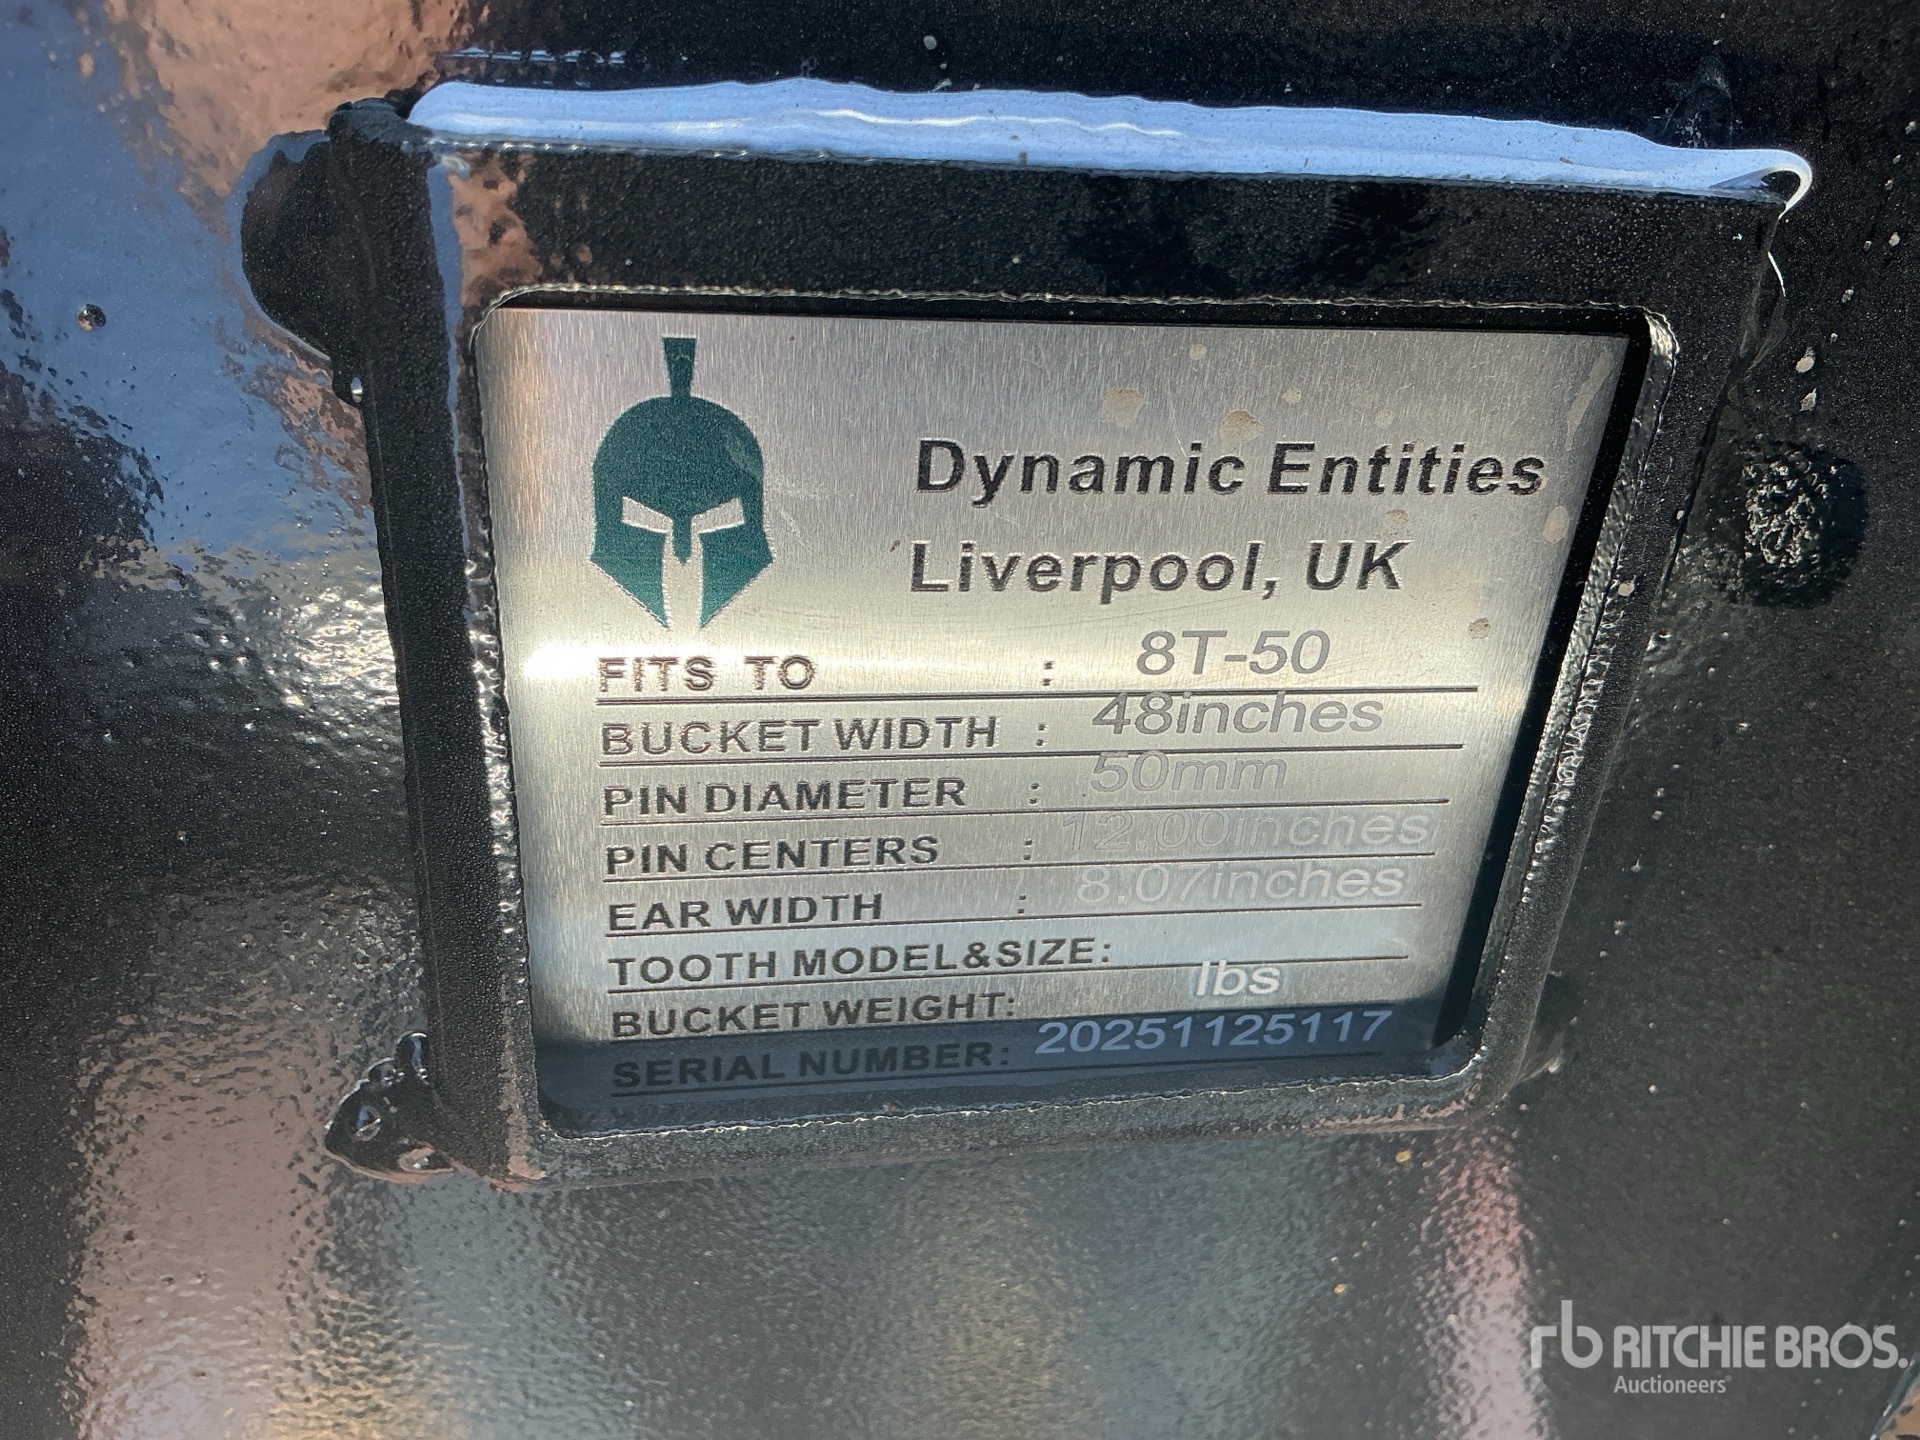 Dynamic Entities
Liverpool, UK
FITS TO : 8T-50
BUCKET WIDTH : 48inches
PIN DIAMETER : 50mm
PIN CENTERS : 12.00inches
EAR WIDTH : 8.07inches
TOOTH MODEL&SIZE:
BUCKET WEIGHT: lbs
SERIAL NUMBER: 20251125117
rb RITCHIE BROS.
Auctioneers